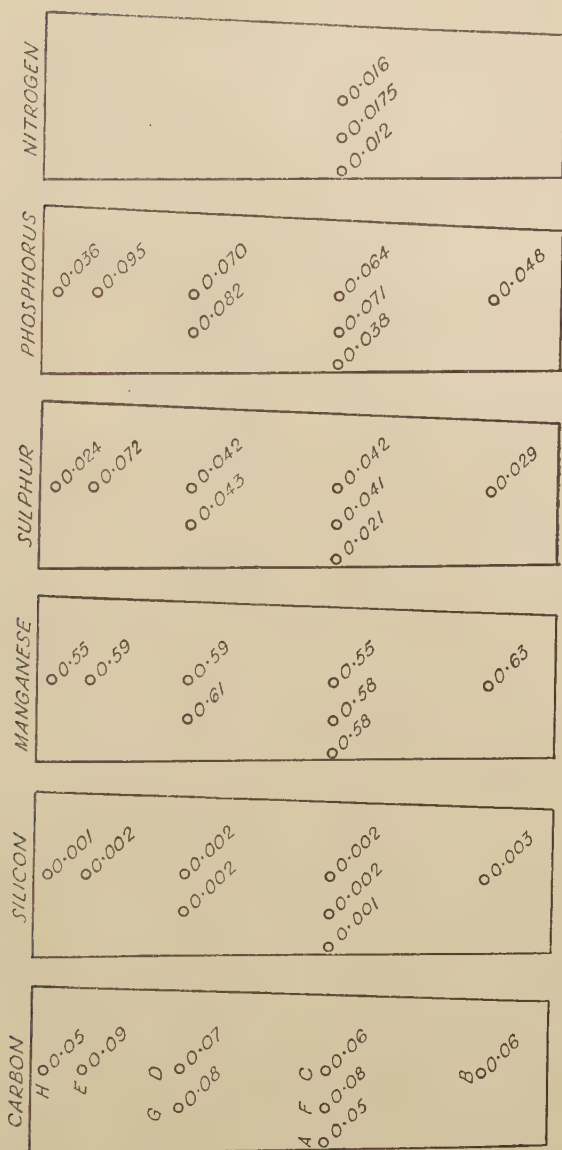 NITROGEN
0.016
0.0175
0.012
PHOSPHORUS
0.036
0.095
0.070
0.082
0.064
0.071
0.038
0.048
SULPHUR
0.024
0.072
0.042
0.043
0.042
0.041
0.021
0.029
MANGANESE
0.55
0.59
0.59
0.61
0.55
0.58
0.58
0.63
SILICON
0.001
0.002
0.002
0.002
0.002
0.002
0.001
0.003
CARBON
H 0.05
E 0.09
D 0.07
G 0.08
C 0.06
F 0.08
A 0.05
B 0.06